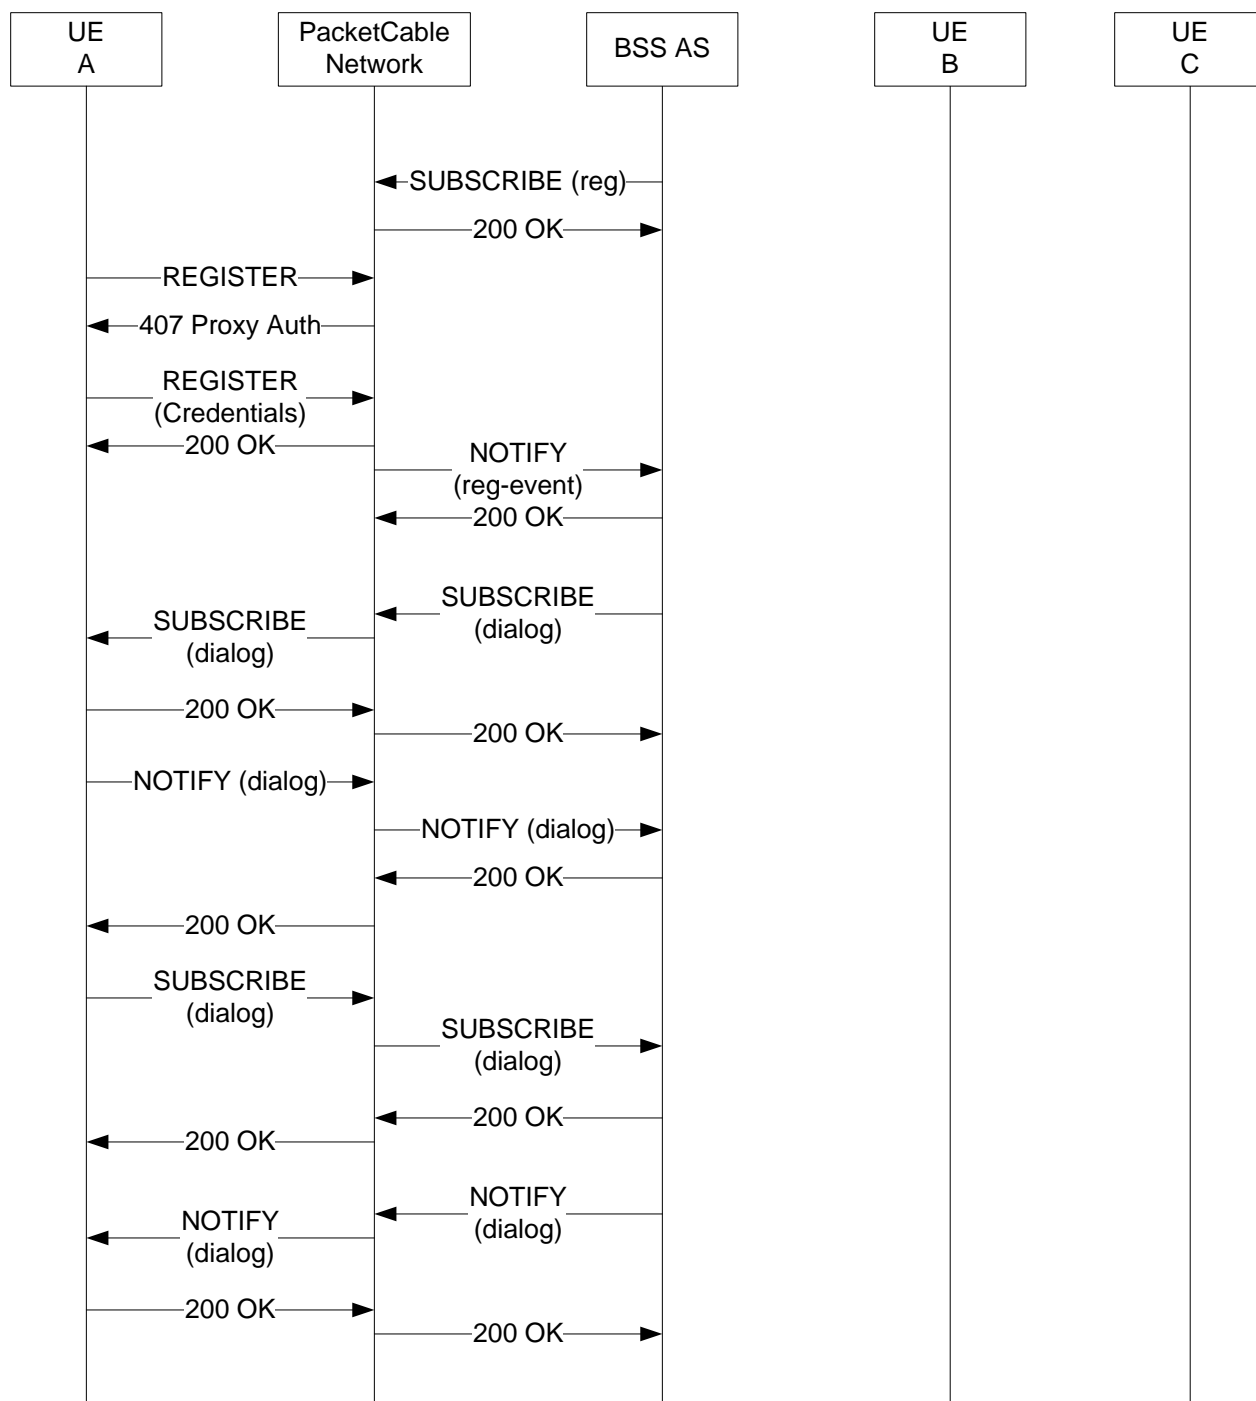 UE
A
PacketCable
Network
BSS AS
UE
B
UE
C
SUBSCRIBE (reg)
200 OK
REGISTER
407 Proxy Auth
REGISTER
(Credentials)
200 OK
NOTIFY
(reg-event)
200 OK
SUBSCRIBE
(dialog)
SUBSCRIBE
(dialog)
200 OK
200 OK
NOTIFY (dialog)
NOTIFY (dialog)
200 OK
200 OK
SUBSCRIBE
(dialog)
SUBSCRIBE
(dialog)
200 OK
200 OK
NOTIFY
(dialog)
NOTIFY
(dialog)
200 OK
200 OK